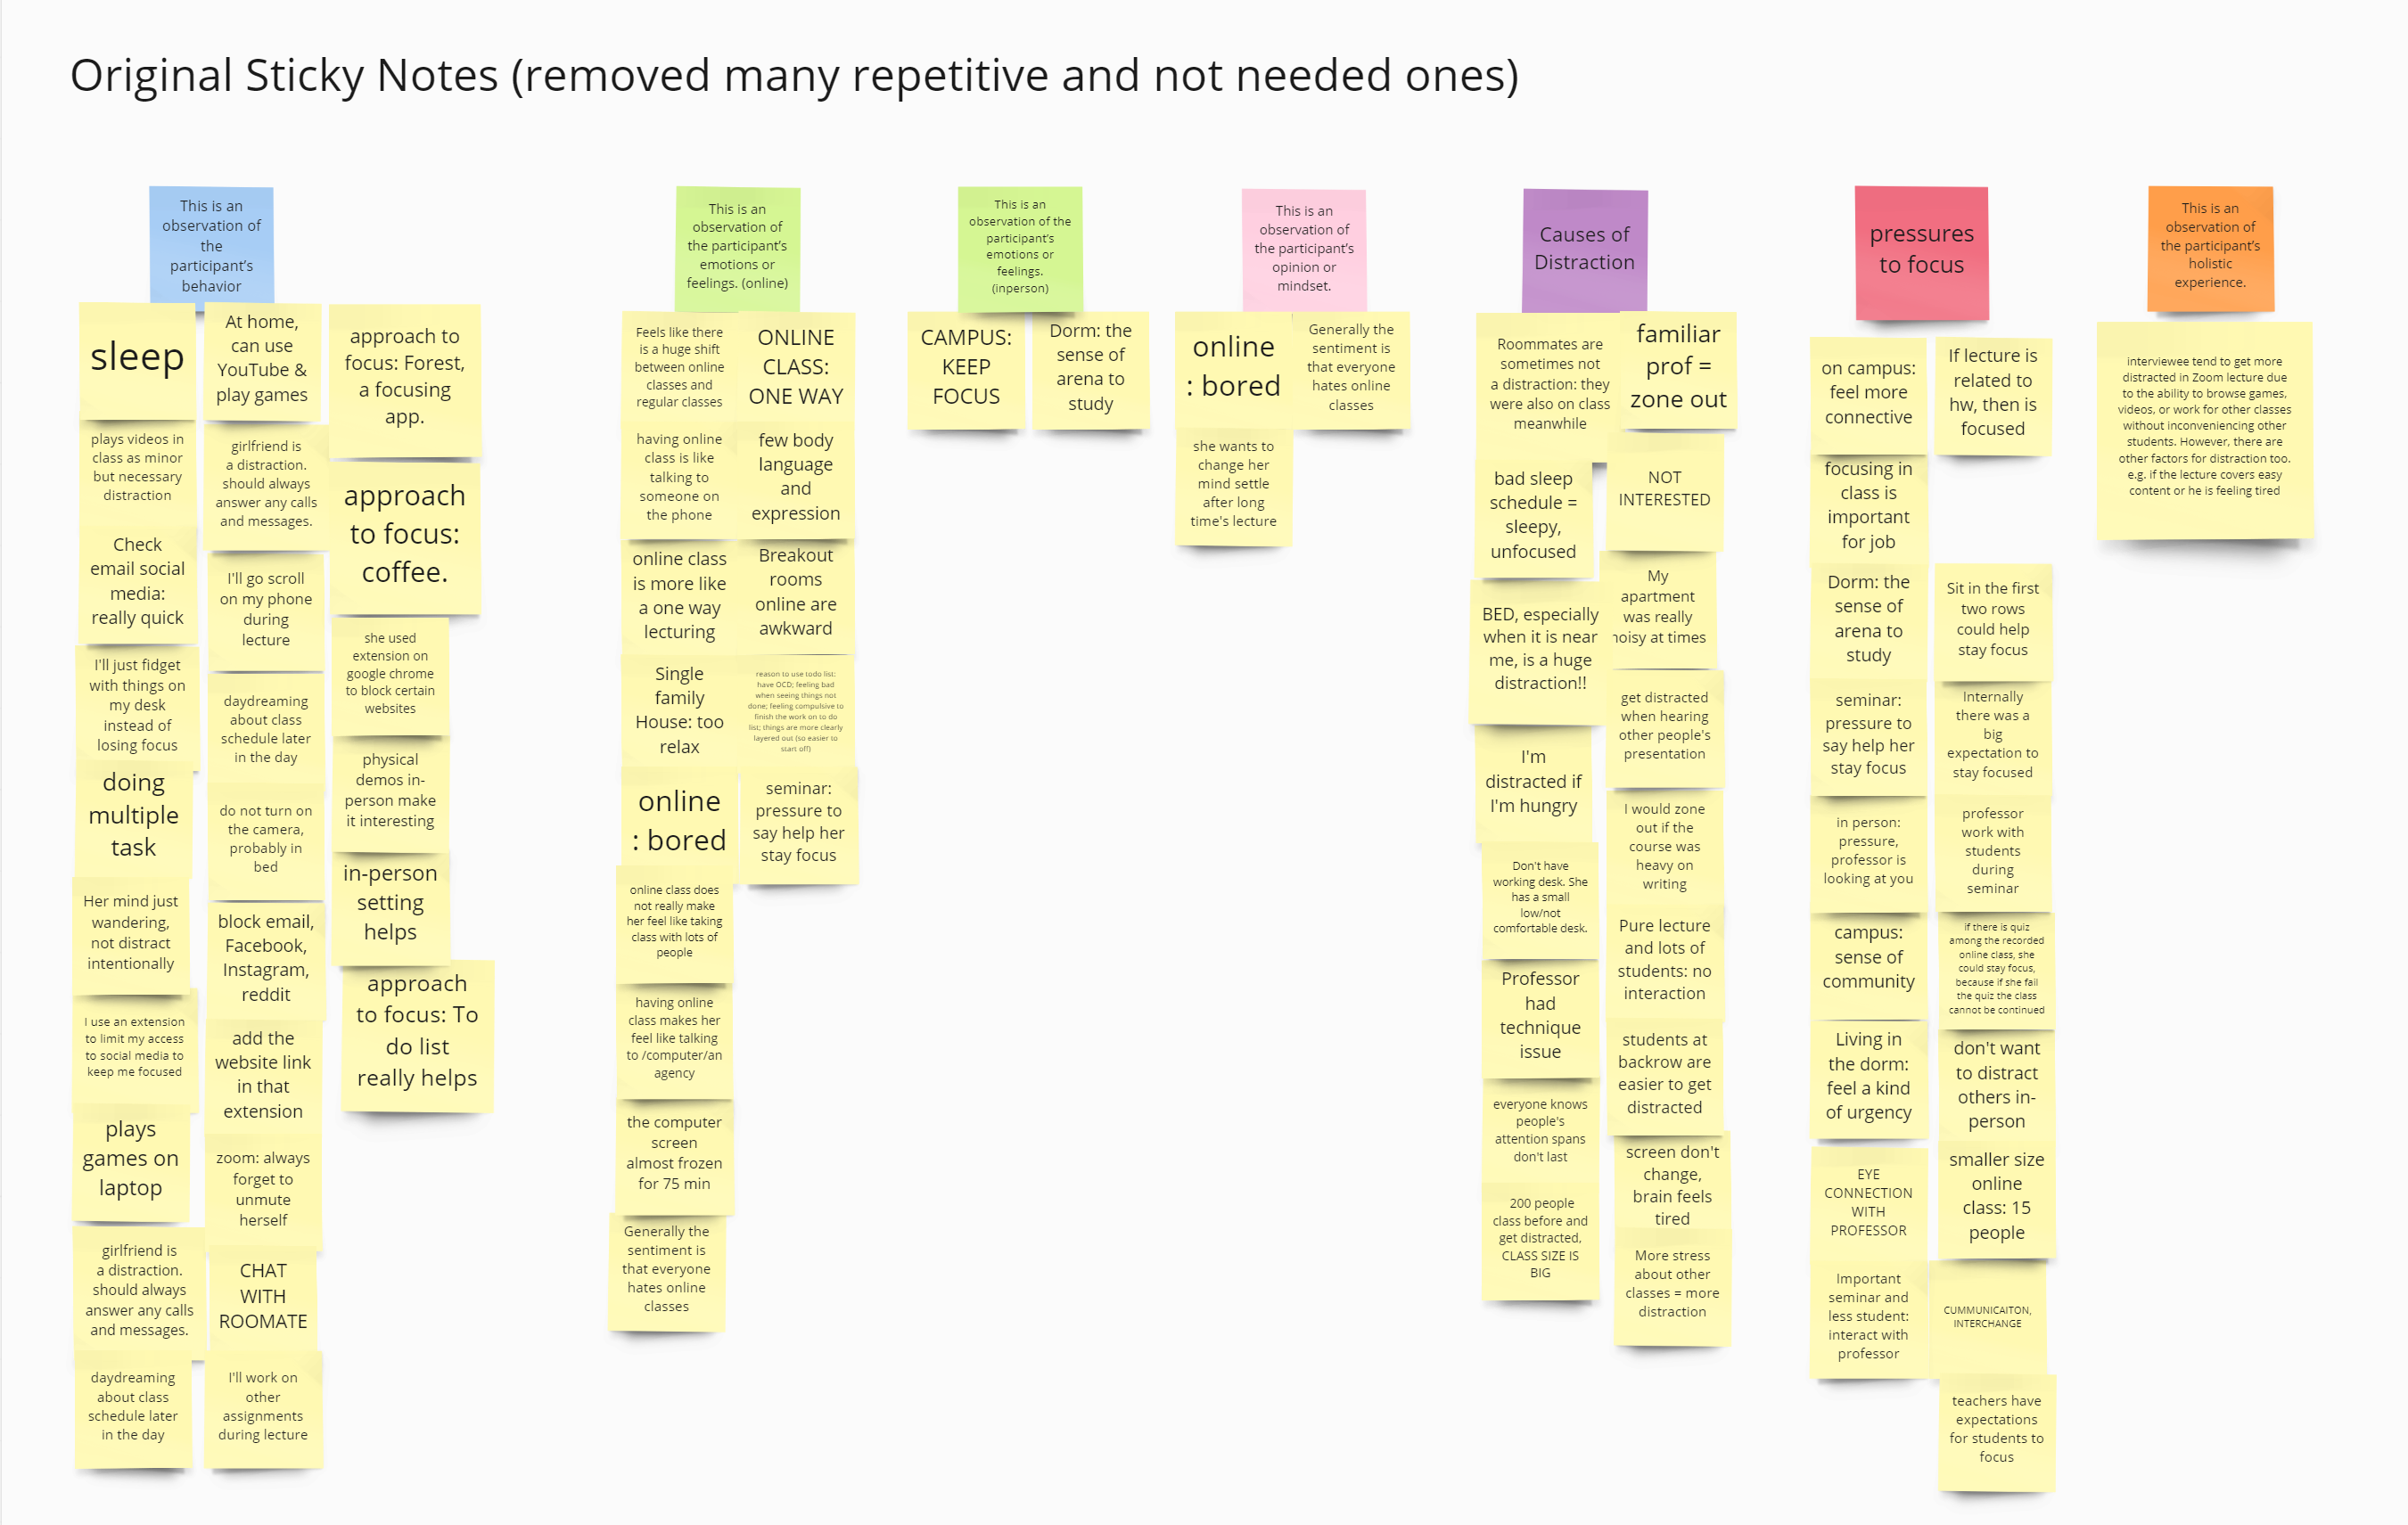 Original Sticky Notes (removed many repetitive and not needed ones)
This is an
observation of
the
participant's
behavior
sleep
plays videos in
class as minor
but necessary
distraction
Check
email social
media:
really quick
I'll just fidget
with things on
my desk
instead of
losing focus
doing
multiple
task
Her mind just
wandering,
not distract
intentionally
I use an extension
to limit my access
to social media to
keep me focused
plays
games on
laptop
girlfriend is
a distraction.
should always
answer any calls
and messages.
daydreaming
about class
schedule later
in the day
At home,
can use
YouTube &
play games
girlfriend is
a distraction.
should always
answer any calls
and messages.
I'll go scroll
on my phone
during
lecture
daydreaming
about class
schedule later
in the day
do not turn on
the camera,
probably in
bed
block email,
Facebook,
Instagram,
reddit
add the
website link
in that
extension
zoom: always
forget to
unmute
herself
CHAT
WITH
ROOMATE
I'll work on
other
assignments
during lecture
approach to
focus: Forest,
a focusing
app.
approach
to focus:
coffee.
she used
extension on
google chrome
to block certain
websites
physical
demos in-
person make
it interesting
in-person
setting
helps
approach
to focus: To
do list
really helps
This is an
observation of
the participant's
emotions or
feelings. (online)
Feels like there
is a huge shift
between online
classes and
regular classes
having online
class is like
talking to
someone on
the phone
online class
is more like
a one way
lecturing
Single
family
House: too
relax
online
: bored
online class does
not really make
her feel like taking
class with lots of
people
having online
class makes her
feel like talking
to /computer/an
agency
the computer
screen
almost frozen
for 75 min
Generally the
sentiment is
that everyone
hates online
classes
ONLINE
CLASS:
ONE WAY
few body
language
and
expression
Breakout
rooms
online are
awkward
reason to use todo list:
have OCD; feeling bad
when seeing things not
done; feeling compulsive to
finish the work on to do
list; things are more clearly
layered out (so easier to
start off)
seminar:
pressure to
say help her
stay focus
This is an
observation of the
participant's
emotions or
feelings.
(inperson)
CAMPUS:
KEEP
FOCUS
Dorm: the
sense of
arena to
study
This is an
observation of
the participant's
opinion or
mindset.
online
: bored
she wants to
change her
mind settle
after long
time's lecture
Generally the
sentiment is
that everyone
hates online
classes
Causes of
Distraction
Roommates are
sometimes not
a distraction: they
were also on class
meanwhile
bad sleep
schedule =
sleepy,
unfocused
BED, especially
when it is near
me, is a huge
distraction!!
I'm
distracted if
I'm hungry
Don't have
working desk. She
has a small
low/not
comfortable desk.
Professor
had
technique
issue
everyone knows
people's
attention spans
don't last
200 people
class before and
get distracted,
CLASS SIZE IS
BIG
familiar
prof =
zone out
NOT
INTERESTED
My
apartment
was really
noisy at times
get distracted
when hearing
other people's
presentation
I would zone
out if the
course was
heavy on
writing
Pure lecture
and lots of
students: no
interaction
students at
backrow are
easier to get
distracted
screen don't
change,
brain feels
tired
More stress
about other
classes = more
distraction
pressures
to focus
on campus:
feel more
connective
focusing in
class is
important
for job
Dorm: the
sense of
arena to
study
seminar:
pressure to
say help her
stay focus
in person:
pressure,
professor is
looking at you
campus:
sense of
community
Living in
the dorm:
feel a kind
of urgency
EYE
CONNECTION
WITH
PROFESSOR
Important
seminar and
less student:
interact with
professor
If lecture is
related to
hw, then is
focused
Sit in the first
two rows
could help
stay focus
Internally
there was a
big
expectation to
stay focused
professor
work with
students
during
seminar
if there is quiz
among the recorded
online class, she
could stay focus,
because if she fail
the quiz the class
cannot be continued
don't want
to distract
others in-
person
smaller size
online
class: 15
people
CUMMUNICAITON,
INTERCHANGE
teachers have
expectations
for students to
focus
This is an
observation of
the participant's
holistic
experience.
interviewee tend to get more
distracted in Zoom lecture due
to the ability to browse games,
videos, or work for other classes
without inconveniencing other
students. However, there are
other factors for distraction too.
e.g. if the lecture covers easy
content or he is feeling tired